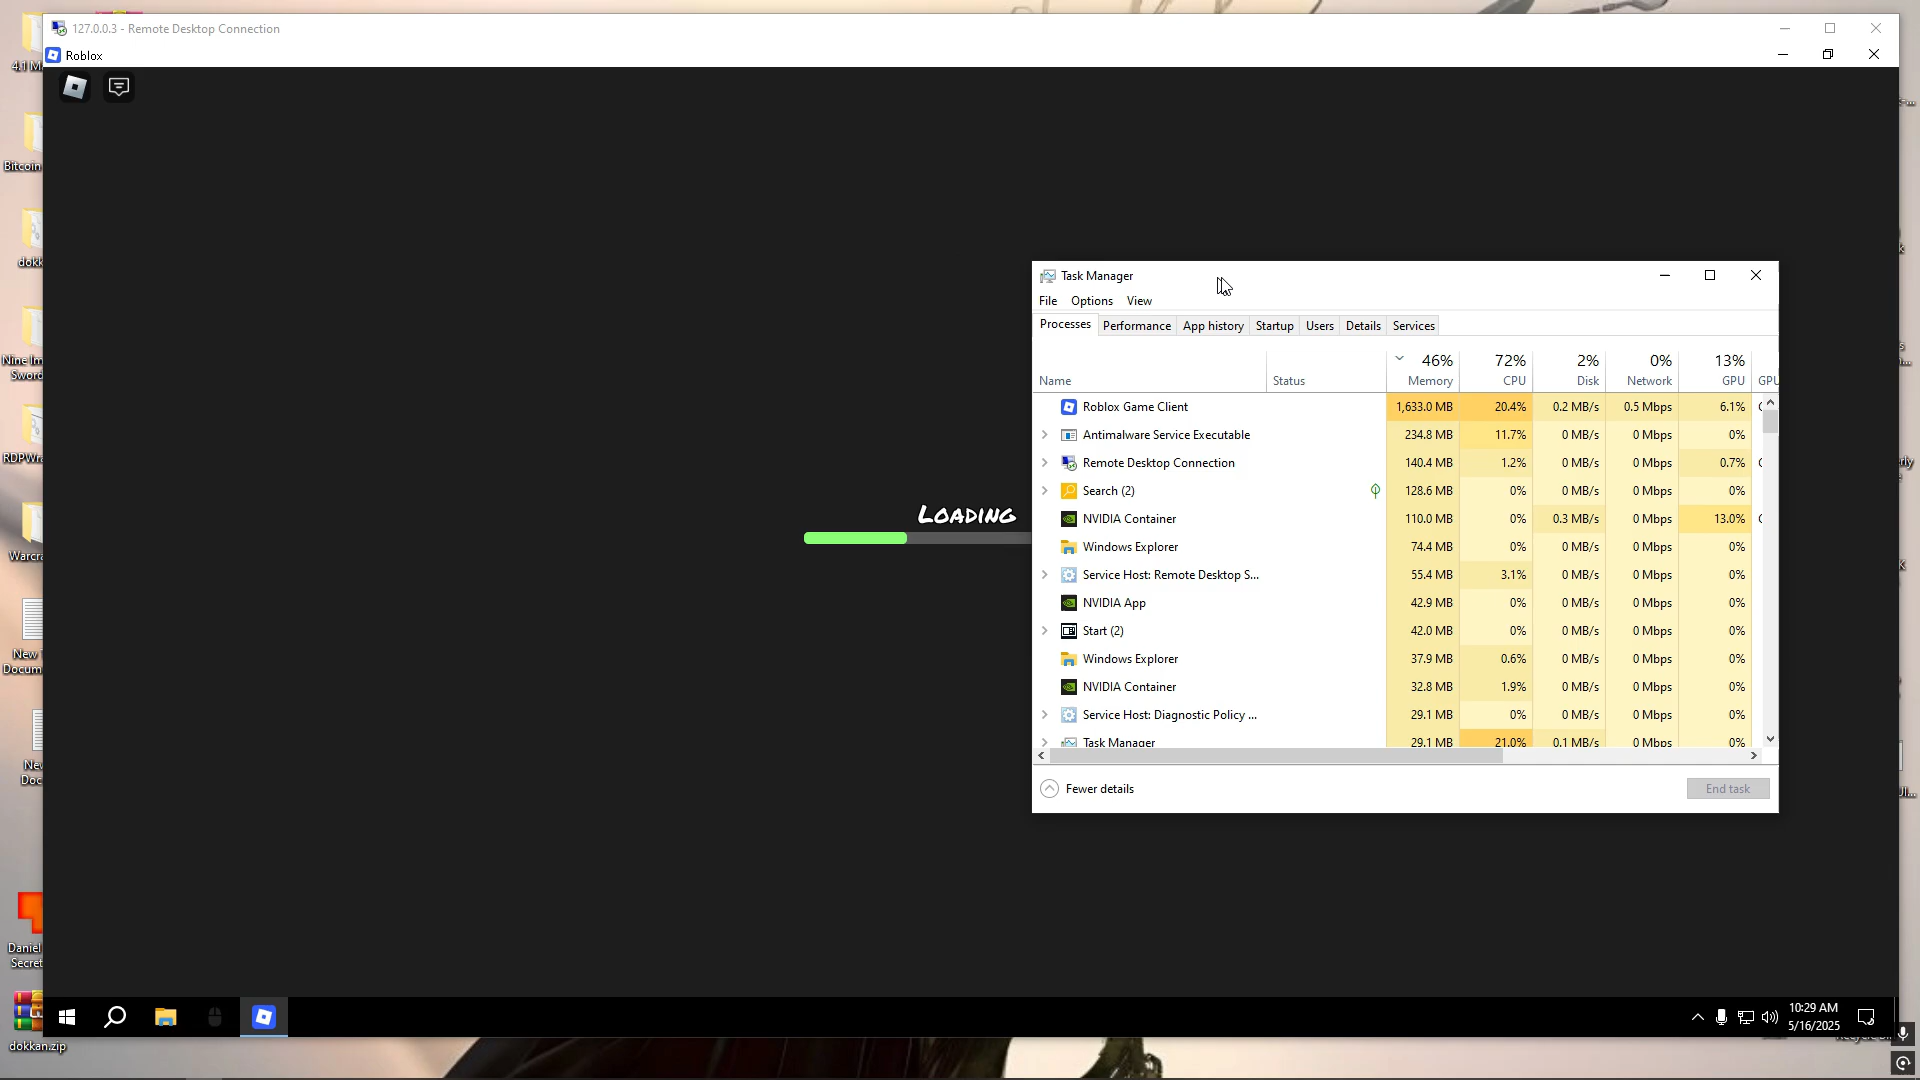 127.0.0.3 - Remote Desktop Connection
Roblox
4.1 M
Bitcoin
dokk
Nine Im
Sword
RDPWr
Warcra
New
Docum
New
Doc
Daniel
Secret
dokkan.zip
LOADING
Task Manager
File Options View
Processes Performance App history Startup Users Details Services
46% 72% 2% 0% 13%
Name Status Memory CPU Disk Network GPU GPU
Roblox Game Client 1,633.0 MB 20.4% 0.2 MB/s 0.5 Mbps 6.1%
Antimalware Service Executable 234.8 MB 11.7% 0 MB/s 0 Mbps 0%
Remote Desktop Connection 140.4 MB 1.2% 0 MB/s 0 Mbps 0.7%
Search (2) 128.6 MB 0% 0 MB/s 0 Mbps 0%
NVIDIA Container 110.0 MB 0% 0.3 MB/s 0 Mbps 13.0%
Windows Explorer 74.4 MB 0% 0 MB/s 0 Mbps 0%
Service Host: Remote Desktop S... 55.4 MB 3.1% 0 MB/s 0 Mbps 0%
NVIDIA App 42.9 MB 0% 0 MB/s 0 Mbps 0%
Start (2) 42.0 MB 0% 0 MB/s 0 Mbps 0%
Windows Explorer 37.9 MB 0.6% 0 MB/s 0 Mbps 0%
NVIDIA Container 32.8 MB 1.9% 0 MB/s 0 Mbps 0%
Service Host: Diagnostic Policy ... 29.1 MB 0% 0 MB/s 0 Mbps 0%
Task Manager 29.1 MB 21.0% 0.1 MB/s 0 Mbps 0%
Fewer details End task
10:29 AM
5/16/2025